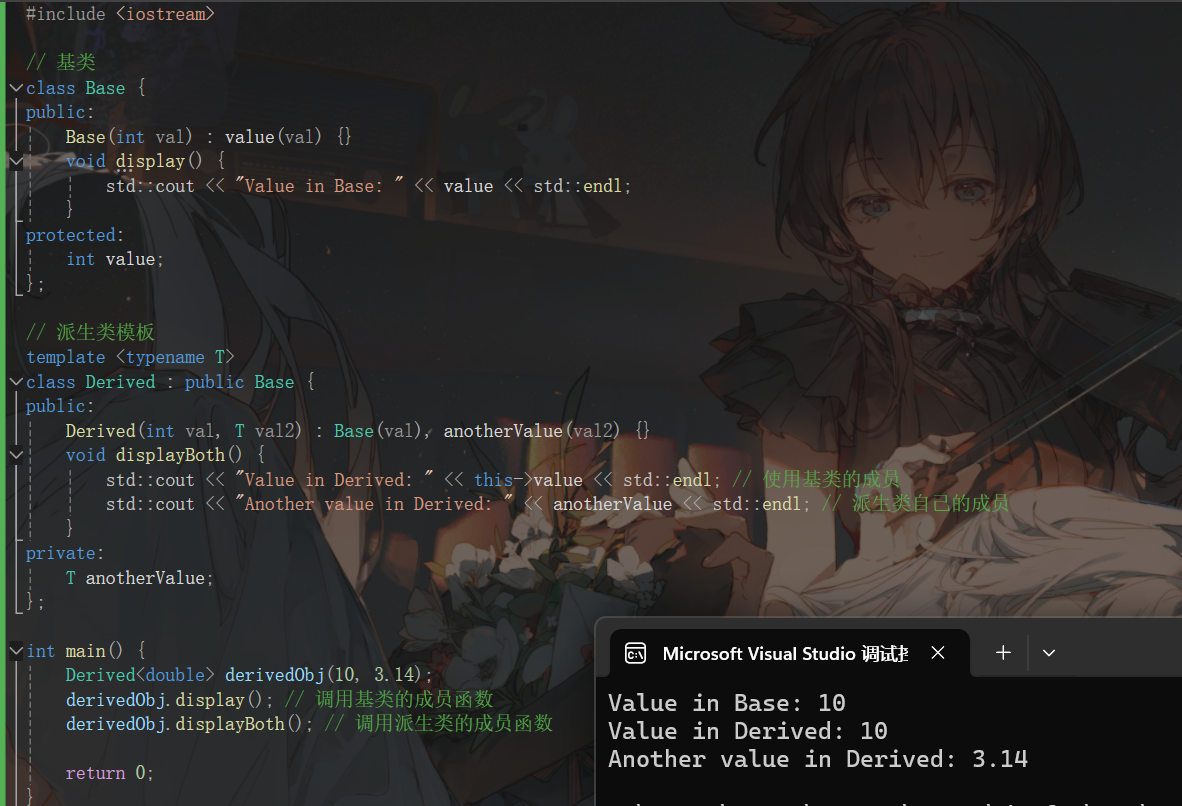 #include <iostream>
// 基类
class Base {
public:
Base(int val) : value(val) {}
void display() {
std::cout << "Value in Base: " << value << std::endl;
}
protected:
int value;
};
// 派生类模板
template <typename T>
class Derived : public Base {
public:
Derived(int val, T val2) : Base(val), anotherValue(val2) {}
void displayBoth() {
std::cout << "Value in Derived: " << this->value << std::endl; // 使用基类的成员
std::cout << "Another value in Derived: " << anotherValue << std::endl; // 派生类自己的成员
}
private:
T anotherValue;
};
int main() {
Derived<double> derivedObj(10, 3.14);
derivedObj.display(); // 调用基类的成员函数
derivedObj.displayBoth(); // 调用派生类的成员函数
return 0;
}
Microsoft Visual Studio 调试
Value in Base: 10
Value in Derived: 10
Another value in Derived: 3.14